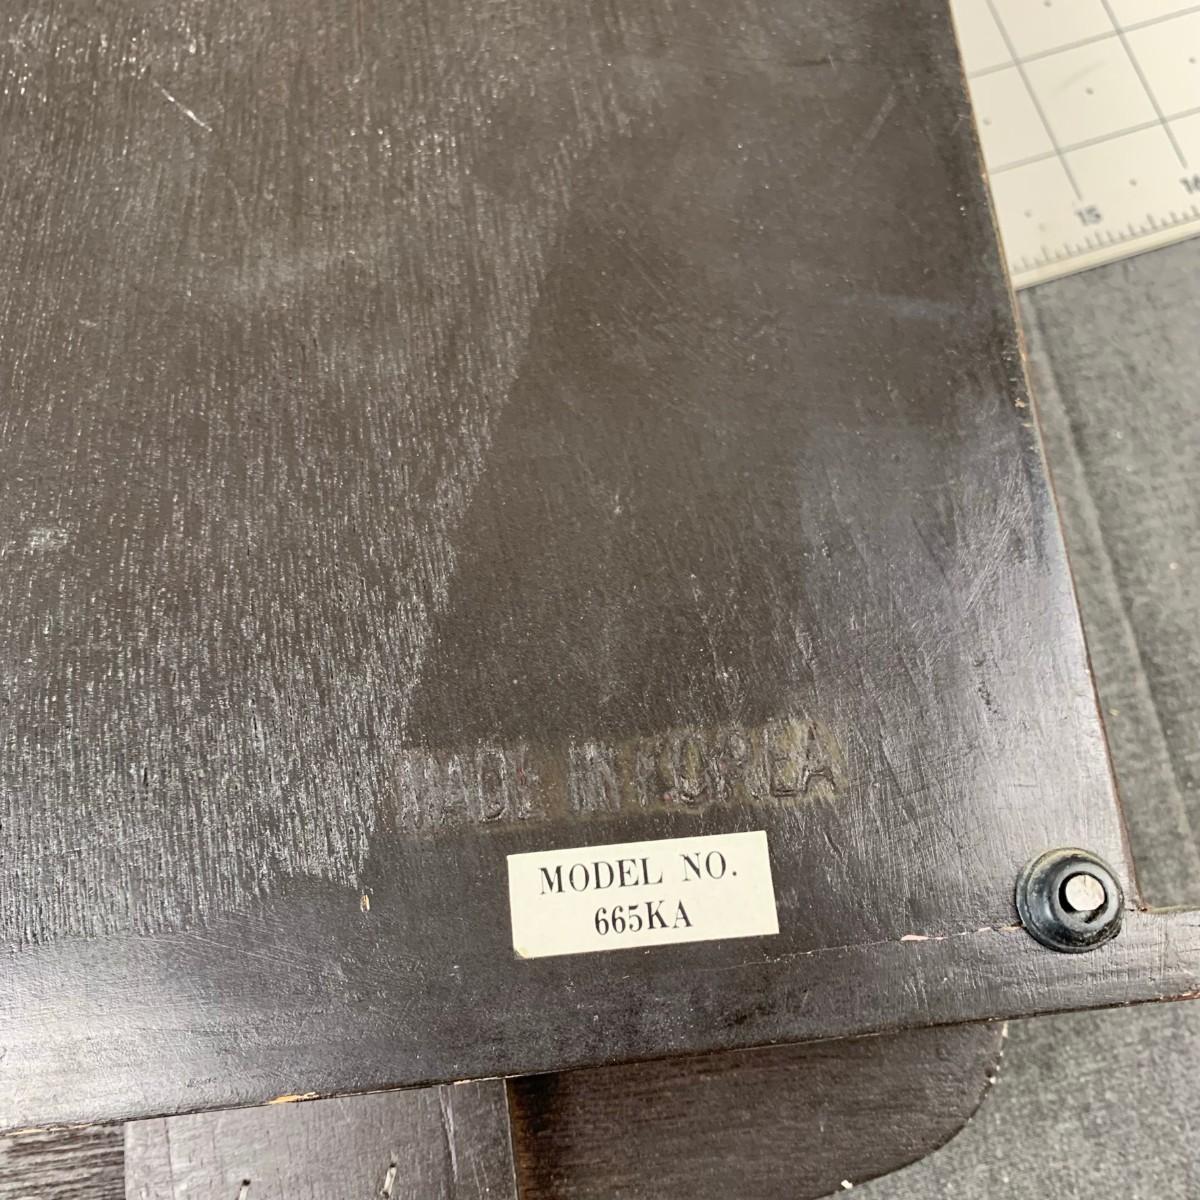 15
16
MADE IN KOREA
MODEL NO.
665KA